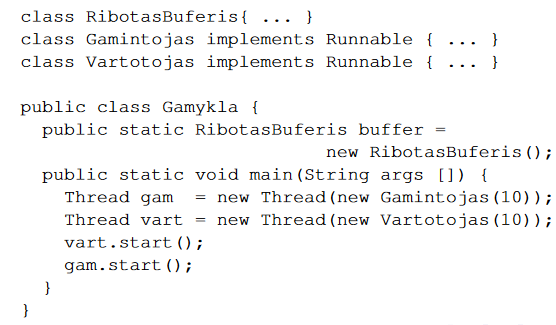 class RibotasBuferis{ ... }
class Gamintojas implements Runnable { ... }
class Vartotojas implements Runnable { ... }
public class Gamykla {
public static RibotasBuferis buffer =
new RibotasBuferis();
public static void main(String args []) {
Thread gam = new Thread(new Gamintojas(10));
Thread vart = new Thread(new Vartotojas(10));
vart.start();
gam.start();
}
}